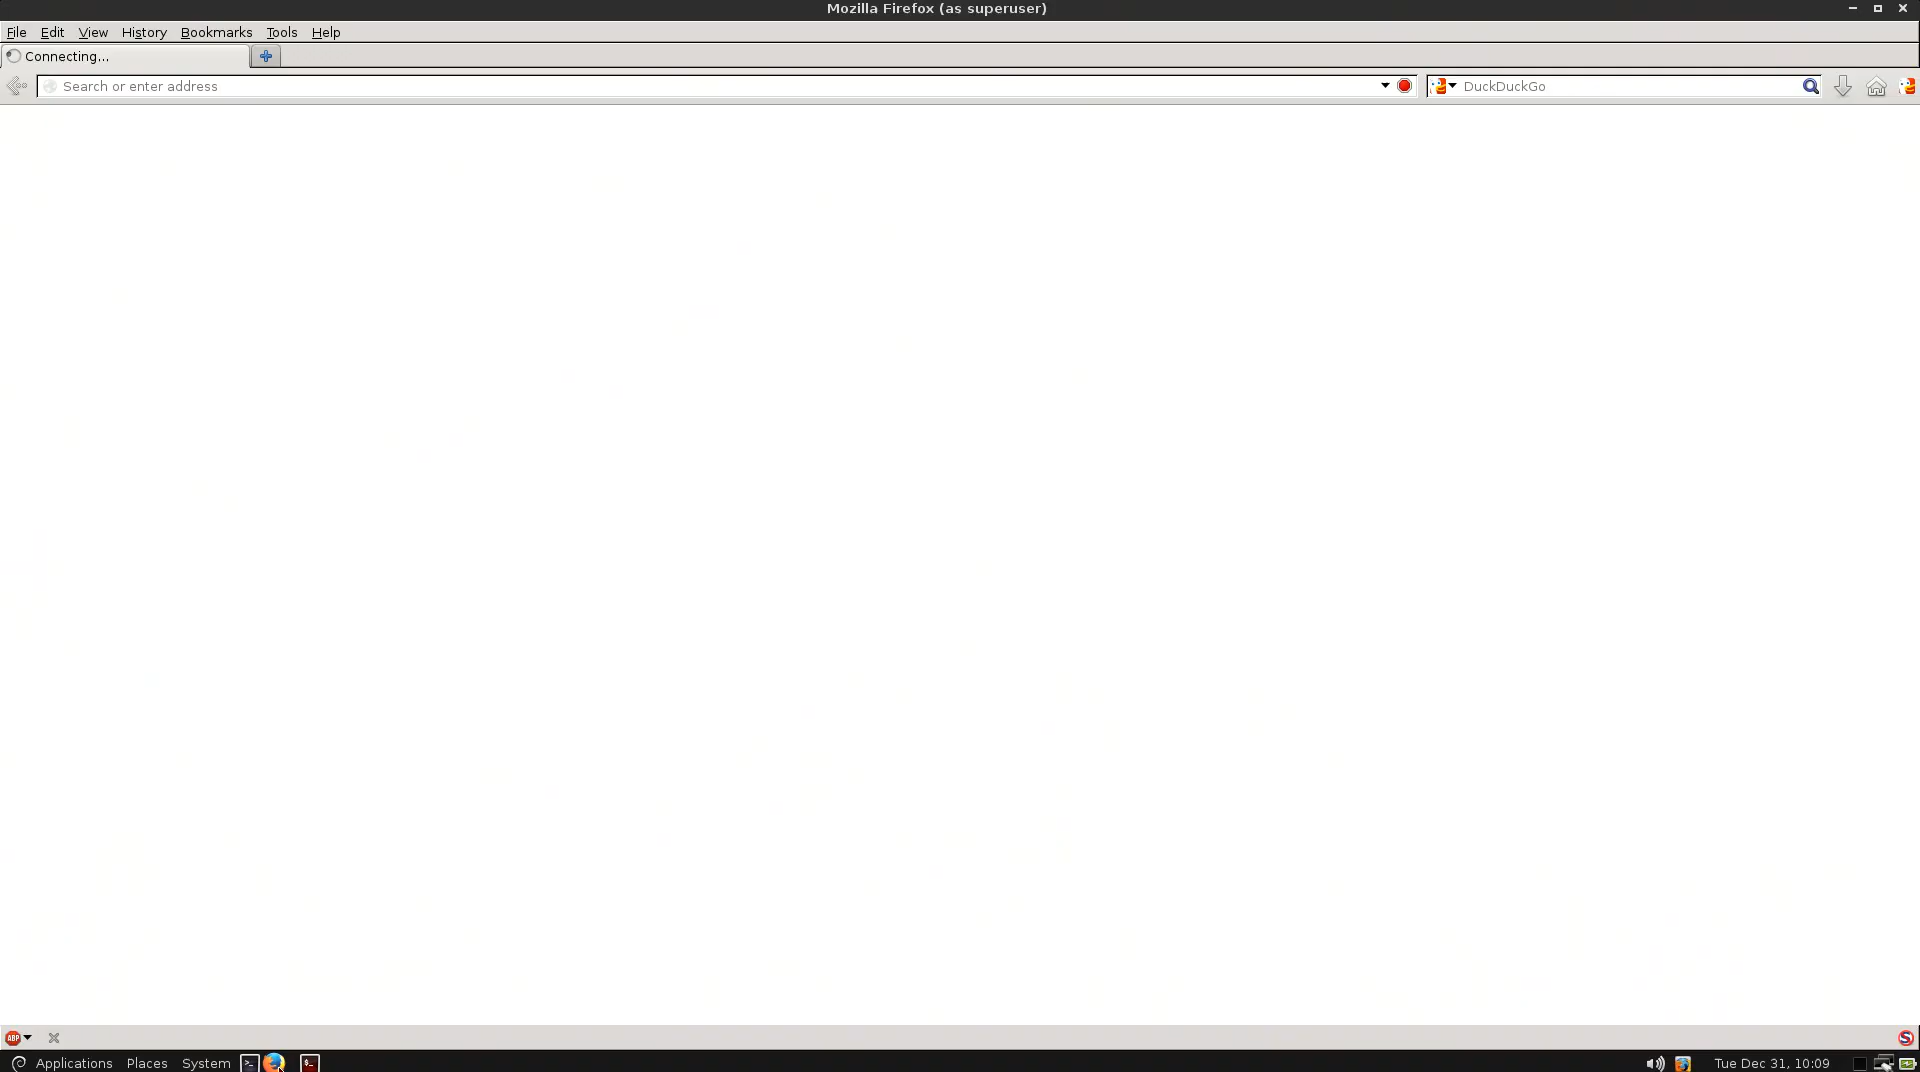 Mozilla Firefox (as superuser)
File Edit View History Bookmarks Tools Help
Connecting...
Search or enter address
DuckDuckGo
ABP
Applications Places System
Tue Dec 31, 10:09